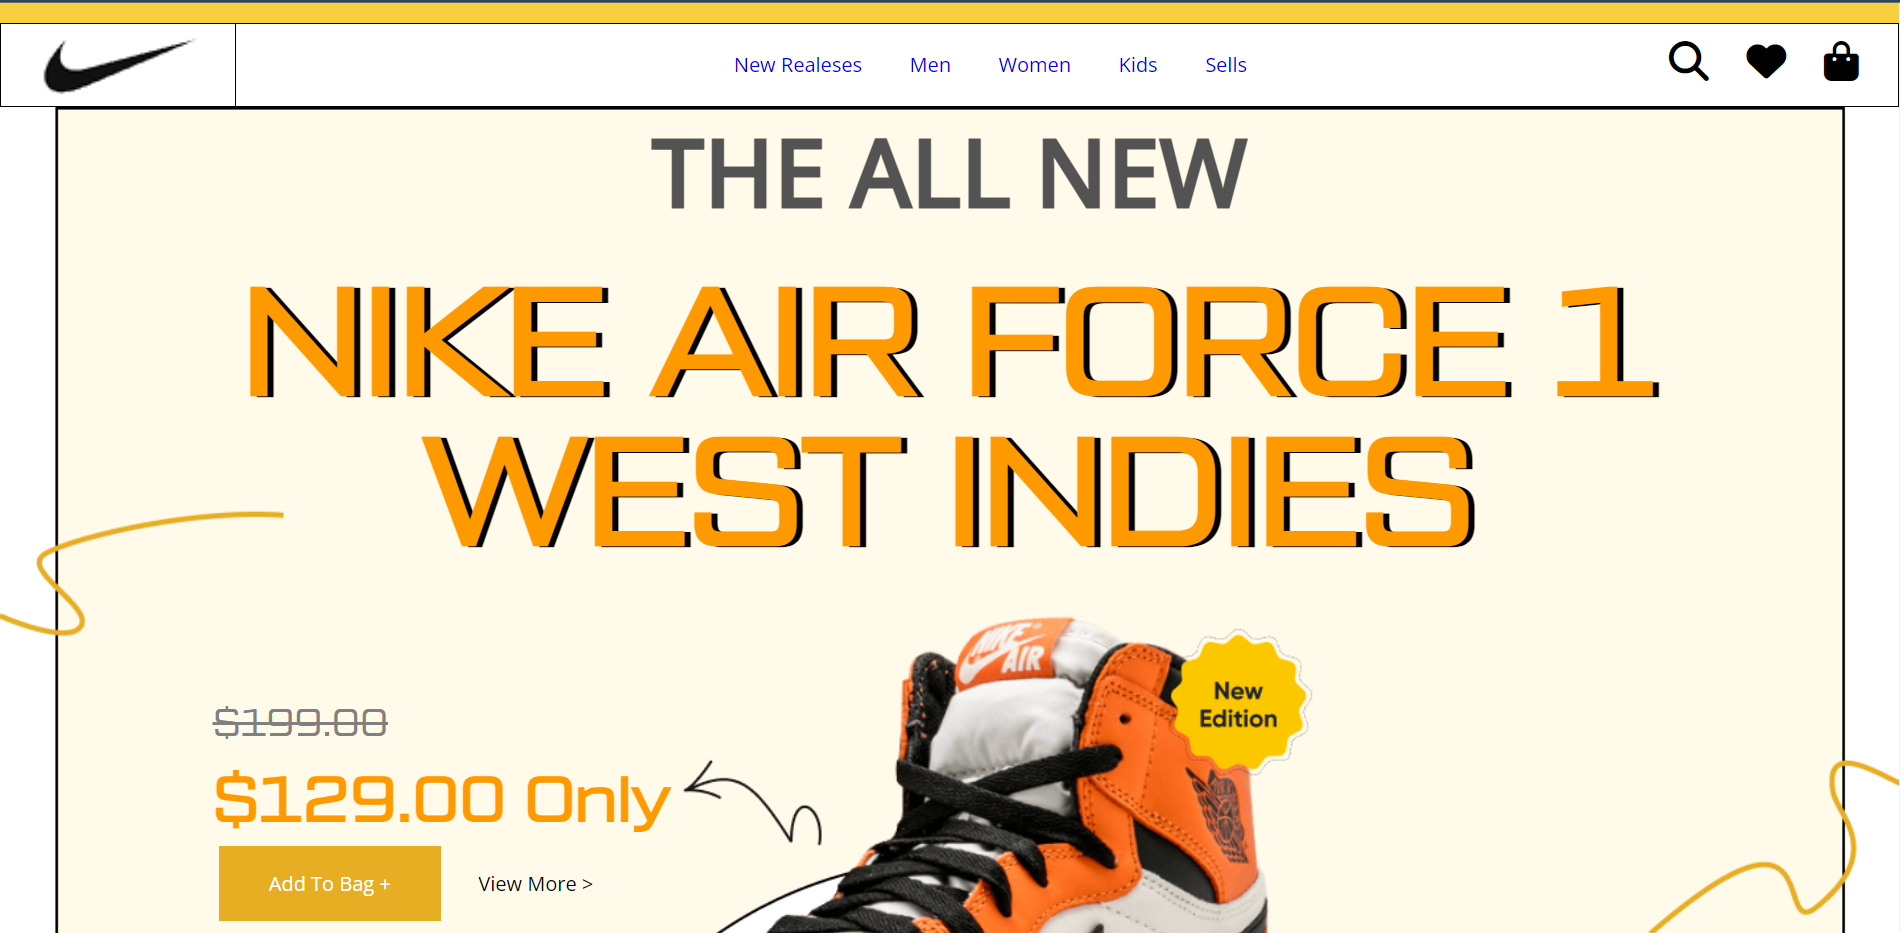 New Realeses Men Women Kids Sells
THE ALL NEW
NIKE AIR FORCE 1
WEST INDIES
NIKE
AIR
New
Edition
$199.00
$129.00 Only
Add To Bag + View More >